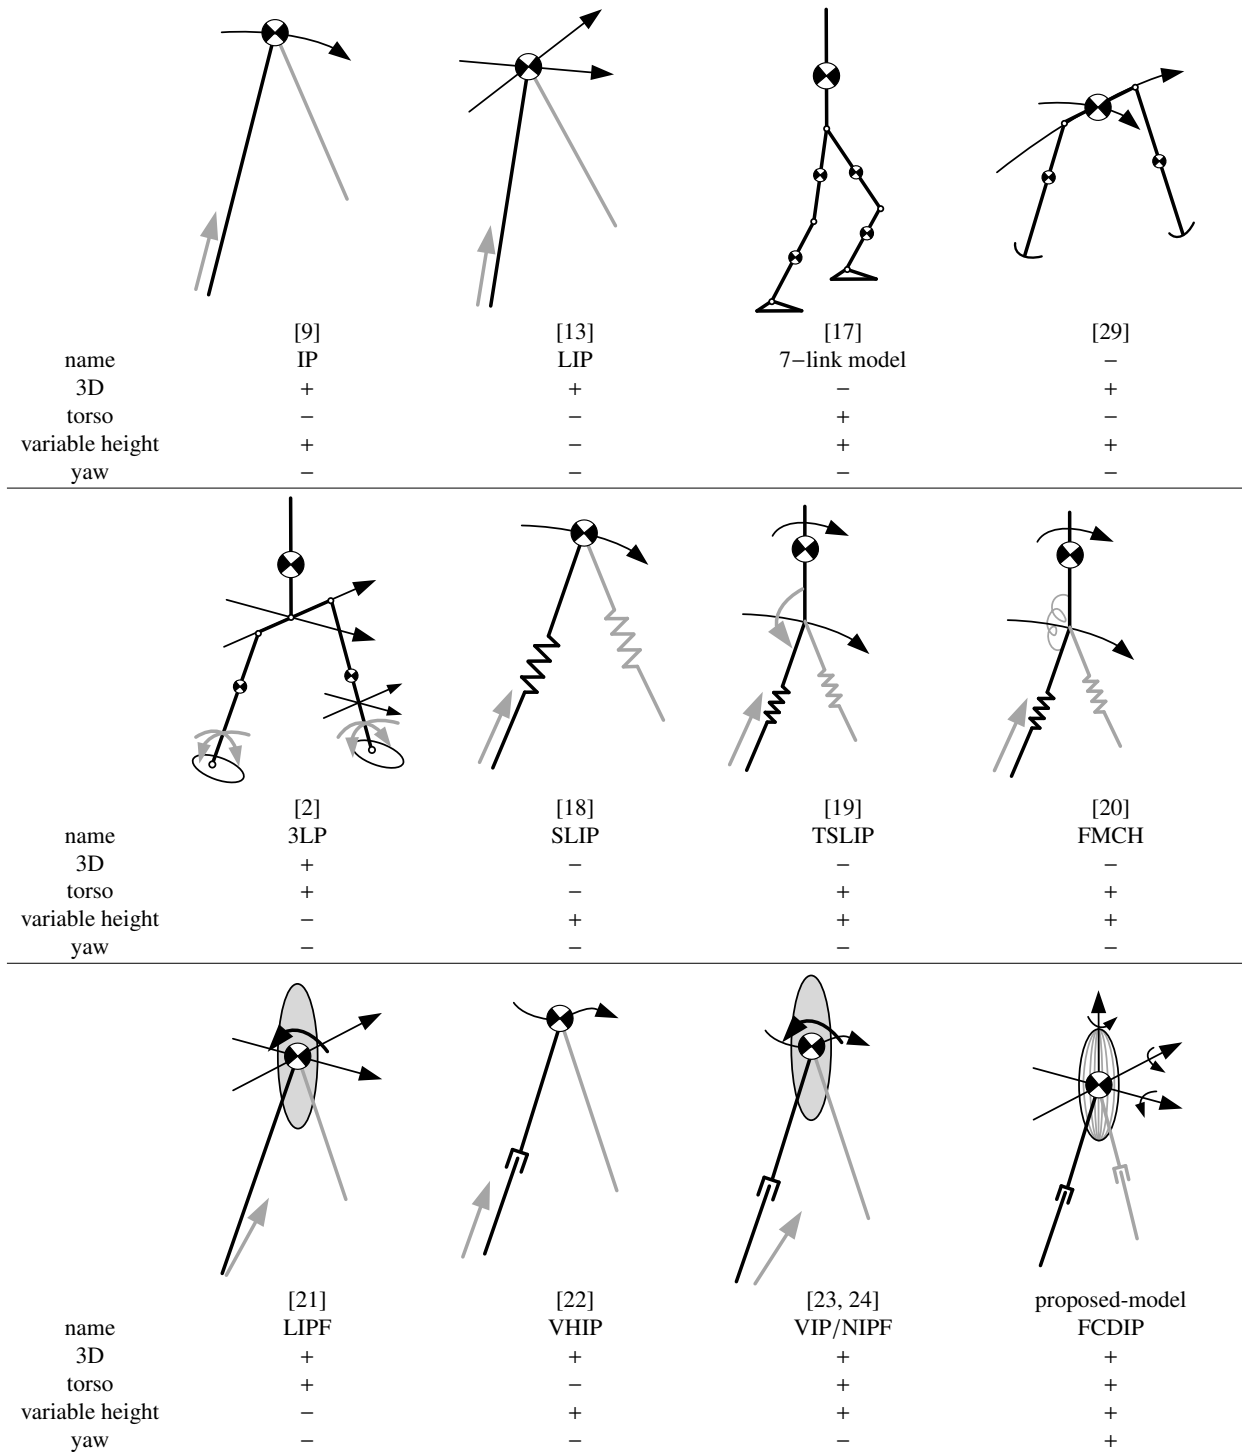 [9] [13] [17] [29]
name IP LIP 7−link model −
3D + + − +
torso − − + −
variable height + − + +
yaw − − − −
[2] [18] [19] [20]
name 3LP SLIP TSLIP FMCH
3D + − − −
torso + − + +
variable height − + + +
yaw − − − −
[21] [22] [23, 24] proposed-model
name LIPF VHIP VIP/NIPF FCDIP
3D + + + +
torso + − + +
variable height − + + +
yaw − − − +